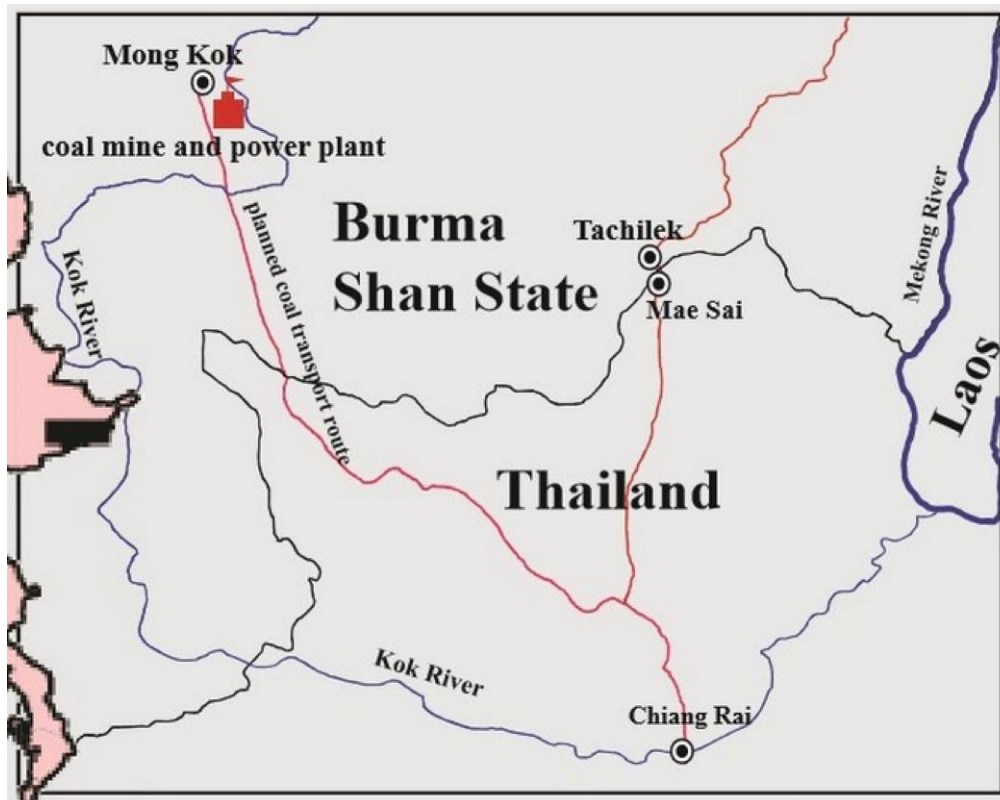 Mong Kok
coal mine and power plant
Burma
Shan State
planned coal transport route
Kok River
Tachilek
Mae Sai
Mekong River
Laos
Thailand
Kok River
Chiang Rai